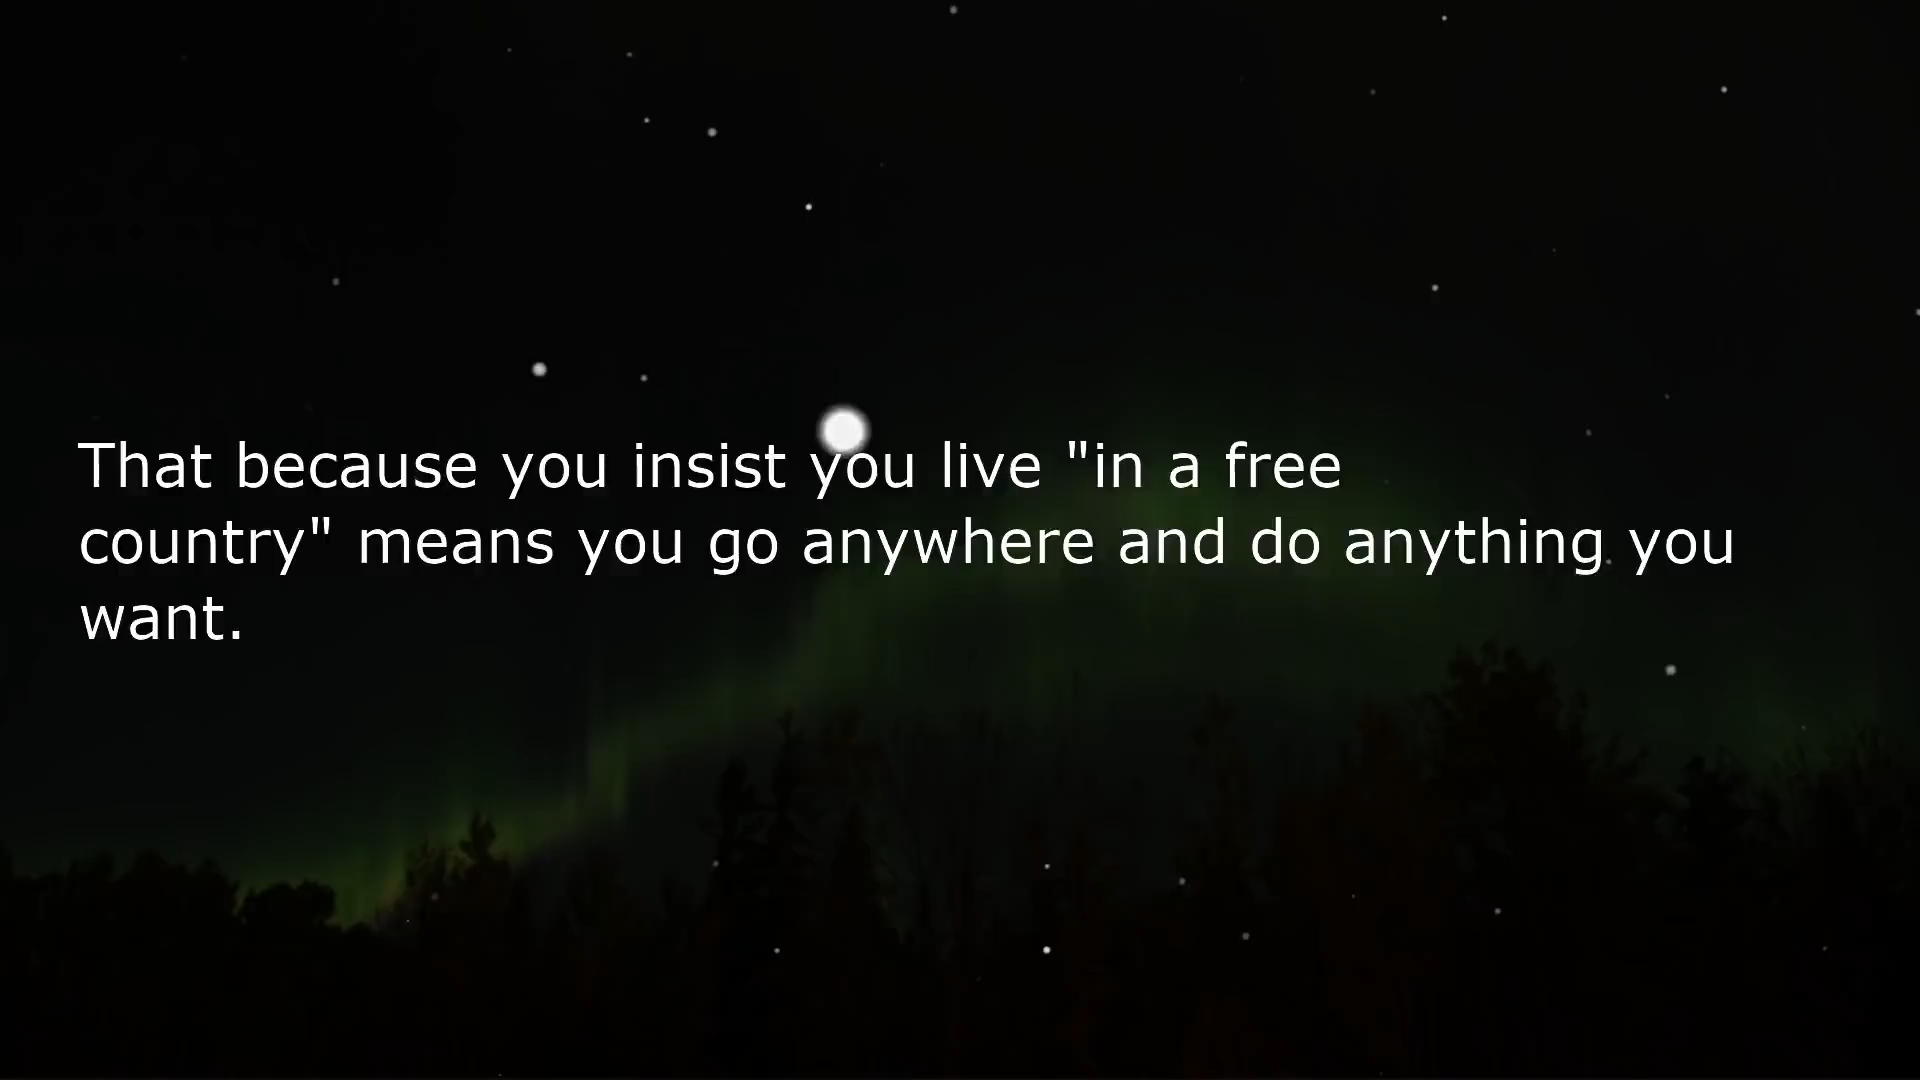 That because you insist you live "in a free
country" means you go anywhere and do anything you
want.